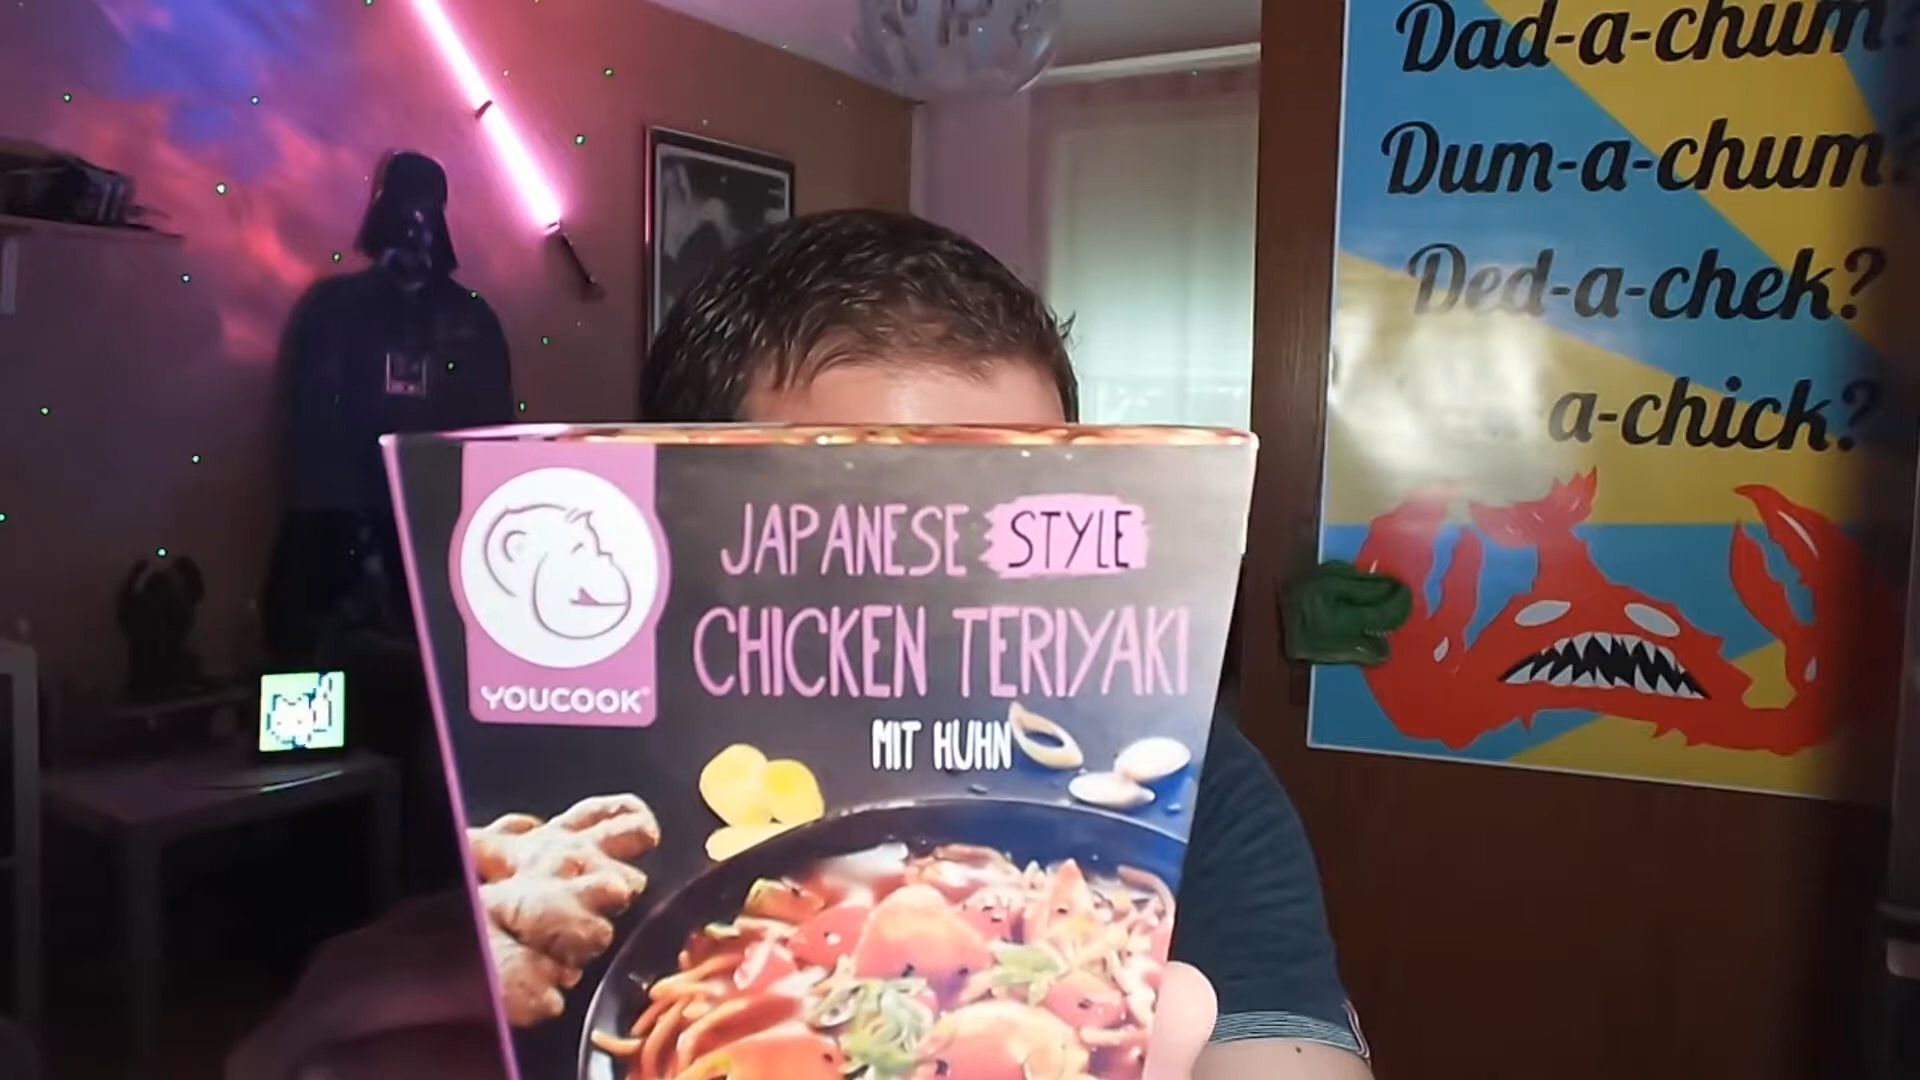 Dad-a-chum?
Dum-a-chum?
Ded-a-chek?
a-chick?
JAPANESE STYLE
CHICKEN TERIYAKI
MIT HUHN
YOUCOOK